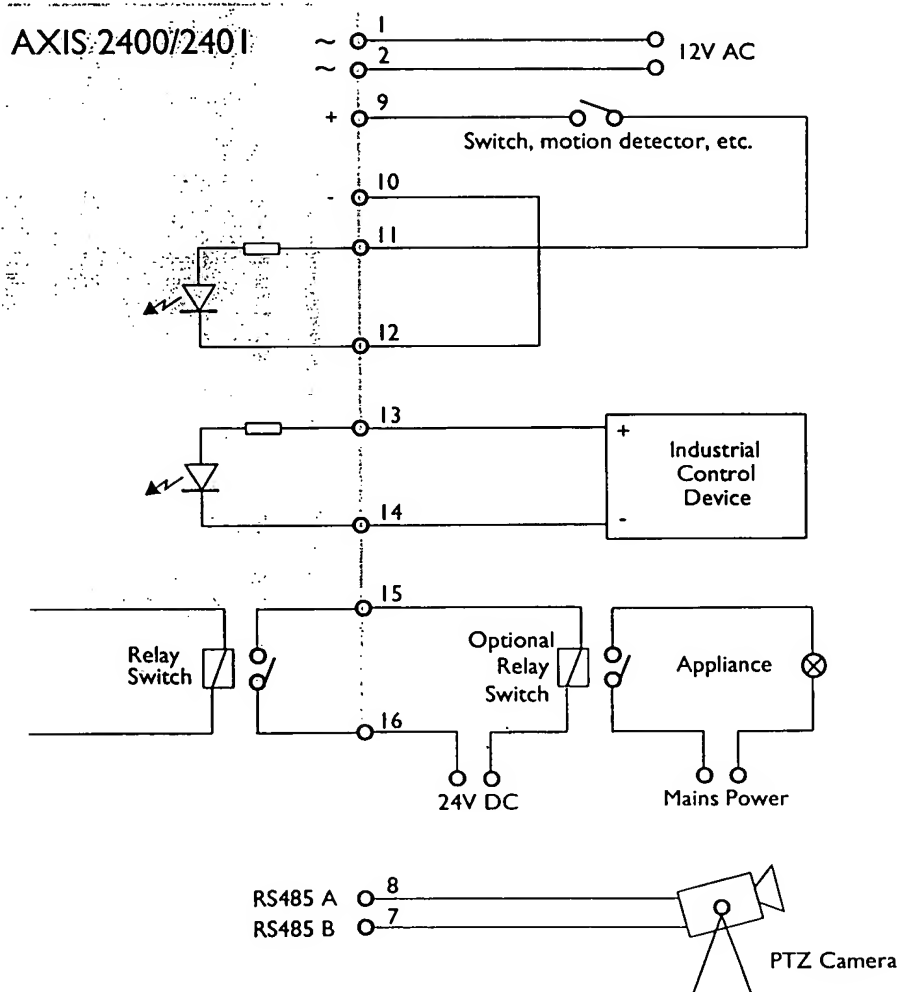 AXIS 2400/2401
~ 1
12V AC
~ 2
+ 9
Switch, motion detector, etc.
- 10
11
12
13
+
Industrial
Control
Device
-
14
15
Relay
Switch
Optional
Relay
Switch
Appliance
16
24V DC
Mains Power
RS485 A 8
RS485 B 7
PTZ Camera